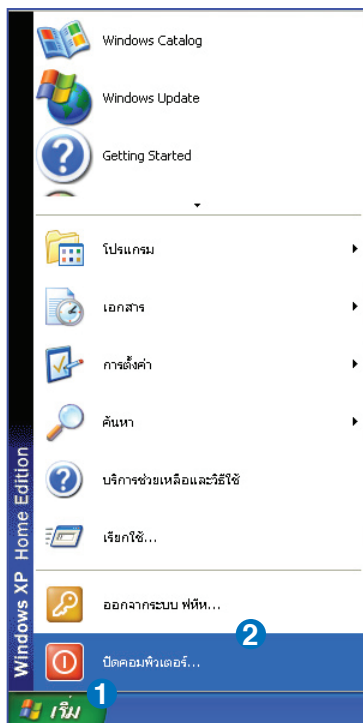 Windows Catalog
Windows Update
Getting Started
โปรแกรม
เอกสาร
การตั้งค่า
ค้นหา
บริการช่วยเหลือและวิธีใช้
เรียกใช้...
ออกจากระบบ ฟหห...
2
ปิดคอมพิวเตอร์...
Windows XP Home Edition
1
เริ่ม